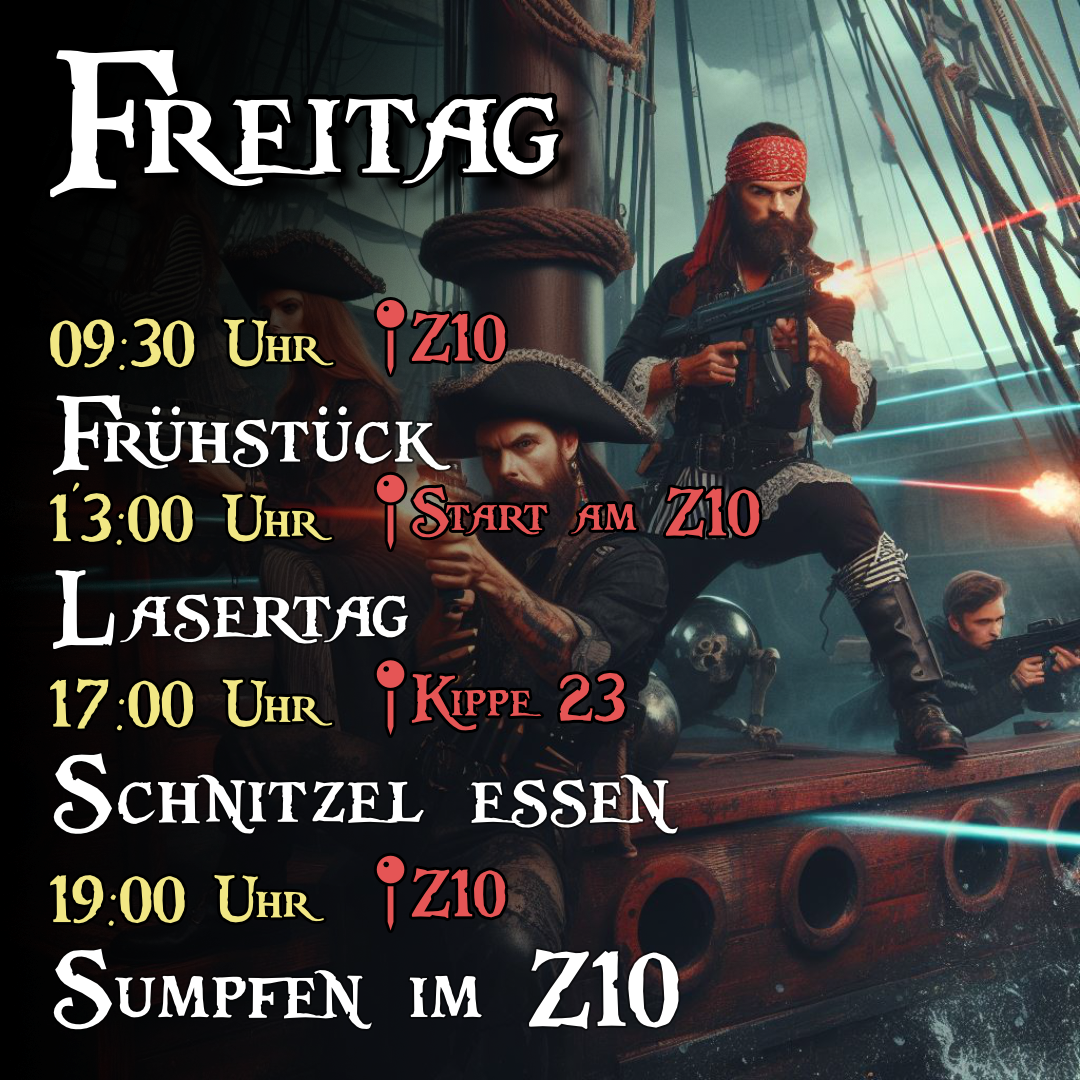 Freitag
09:30 Uhr Z10
Frühstück
13:00 Uhr Start am Z10
Lasertag
17:00 Uhr Kippe 23
Schnitzel essen
19:00 Uhr Z10
Sumpfen im Z10